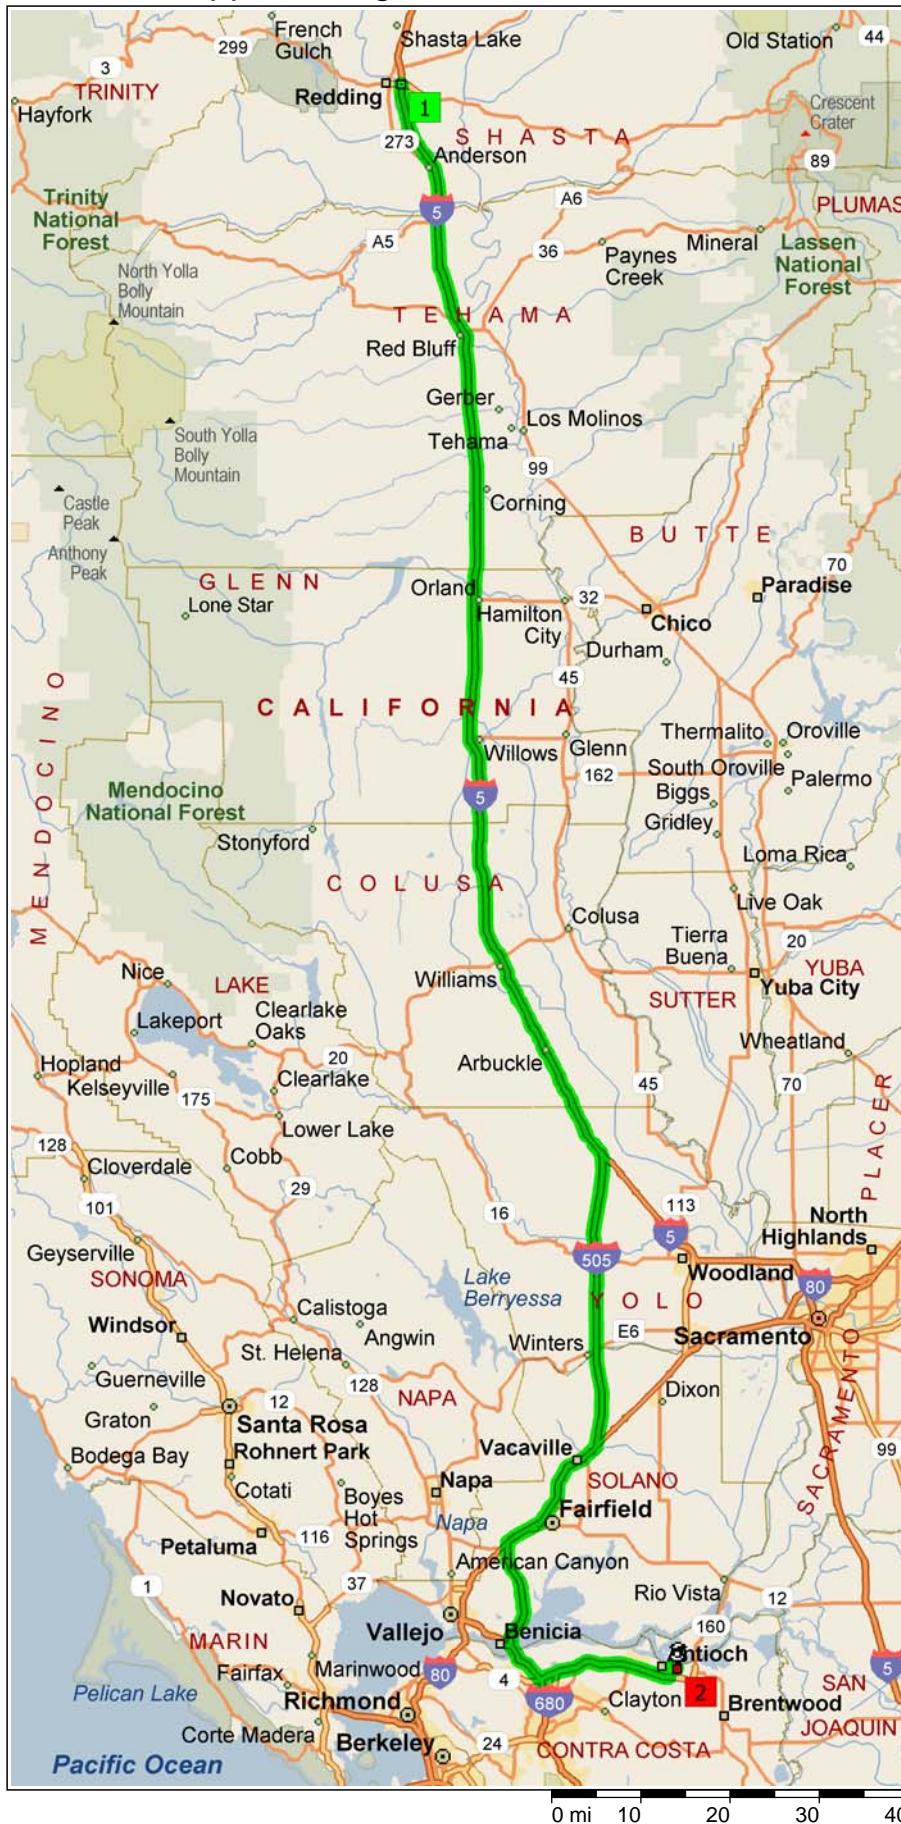 French
Gulch
Shasta Lake
Old Station
44
299
3
TRINITY
Redding
1
Hayfork
Crescent
Crater
273
SHASTA
Anderson
89
Trinity
National
Forest
5
A6
PLUMAS
A5
36
Mineral
Paynes
Creek
Lassen
National
Forest
North Yolla
Bolly
Mountain
TEHAMA
Red Bluff
Gerber
Los Molinos
Tehama
South Yolla
Bolly
Mountain
99
Castle
Peak
Corning
Anthony
Peak
BUTTE
70
GLENN
Orland
Paradise
Lone Star
Hamilton
City
32
Chico
Durham
45
MENDOCINO
CALIFORNIA
Thermalito
Oroville
Willows
Glenn
162
South Oroville
Palermo
Mendocino
National Forest
5
Biggs
Gridley
Stonyford
Loma Rica
COLUSA
Live Oak
Colusa
Tierra
Buena
20
YUBA
Nice
Williams
LAKE
Yuba City
SUTTER
Lakeport
Clearlake
Oaks
Wheatland
Hopland
20
Arbuckle
Kelseyville
Clearlake
45
70
175
Lower Lake
PLACER
128
Cloverdale
Cobb
29
101
16
113
North
Highlands
Geyserville
5
505
SONOMA
Lake
Berryessa
Woodland
80
Calistoga
YOLO
Windsor
Angwin
E6
Sacramento
Winters
St. Helena
Guerneville
128
Dixon
12
NAPA
Graton
Santa Rosa
SACRAMENTO
Bodega Bay
Rohnert Park
Vacaville
99
Cotati
Napa
SOLANO
Boyes
Hot
Springs
Fairfield
Napa
116
Petaluma
American Canyon
1
37
Rio Vista
12
Novato
160
Vallejo
Benicia
MARIN
ntioch
Fairfax
Marinwood
80
4
5
SAN
JOAQUIN
Pelican Lake
Richmond
680
Clayton
2
Brentwood
Corte Madera
Berkeley
24
CONTRA COSTA
Pacific Ocean
0 mi 10 20 30 40